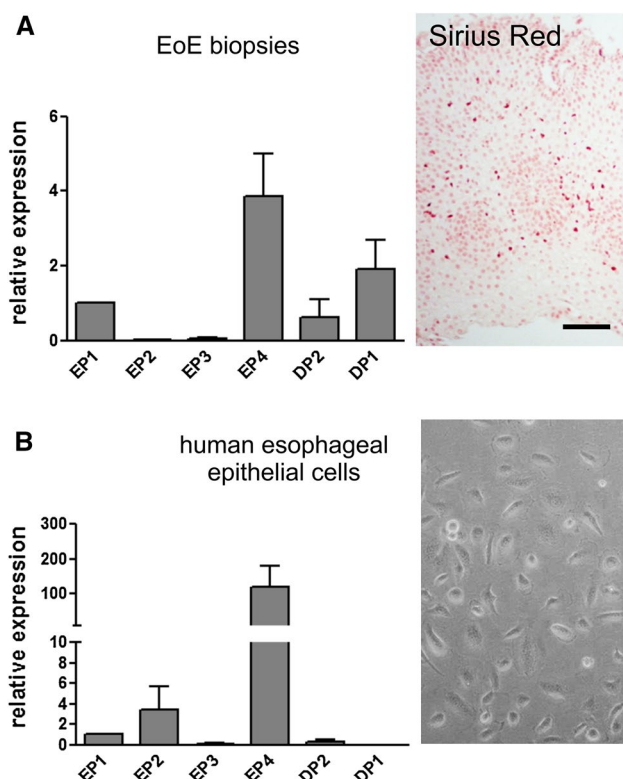 A
EoE biopsies
Sirius Red
relative expression
6
4
2
0
EP1 EP2 EP3 EP4 DP2 DP1
B
human esophageal
epithelial cells
relative expression
300
200
100
10
8
6
4
2
0
EP1 EP2 EP3 EP4 DP2 DP1